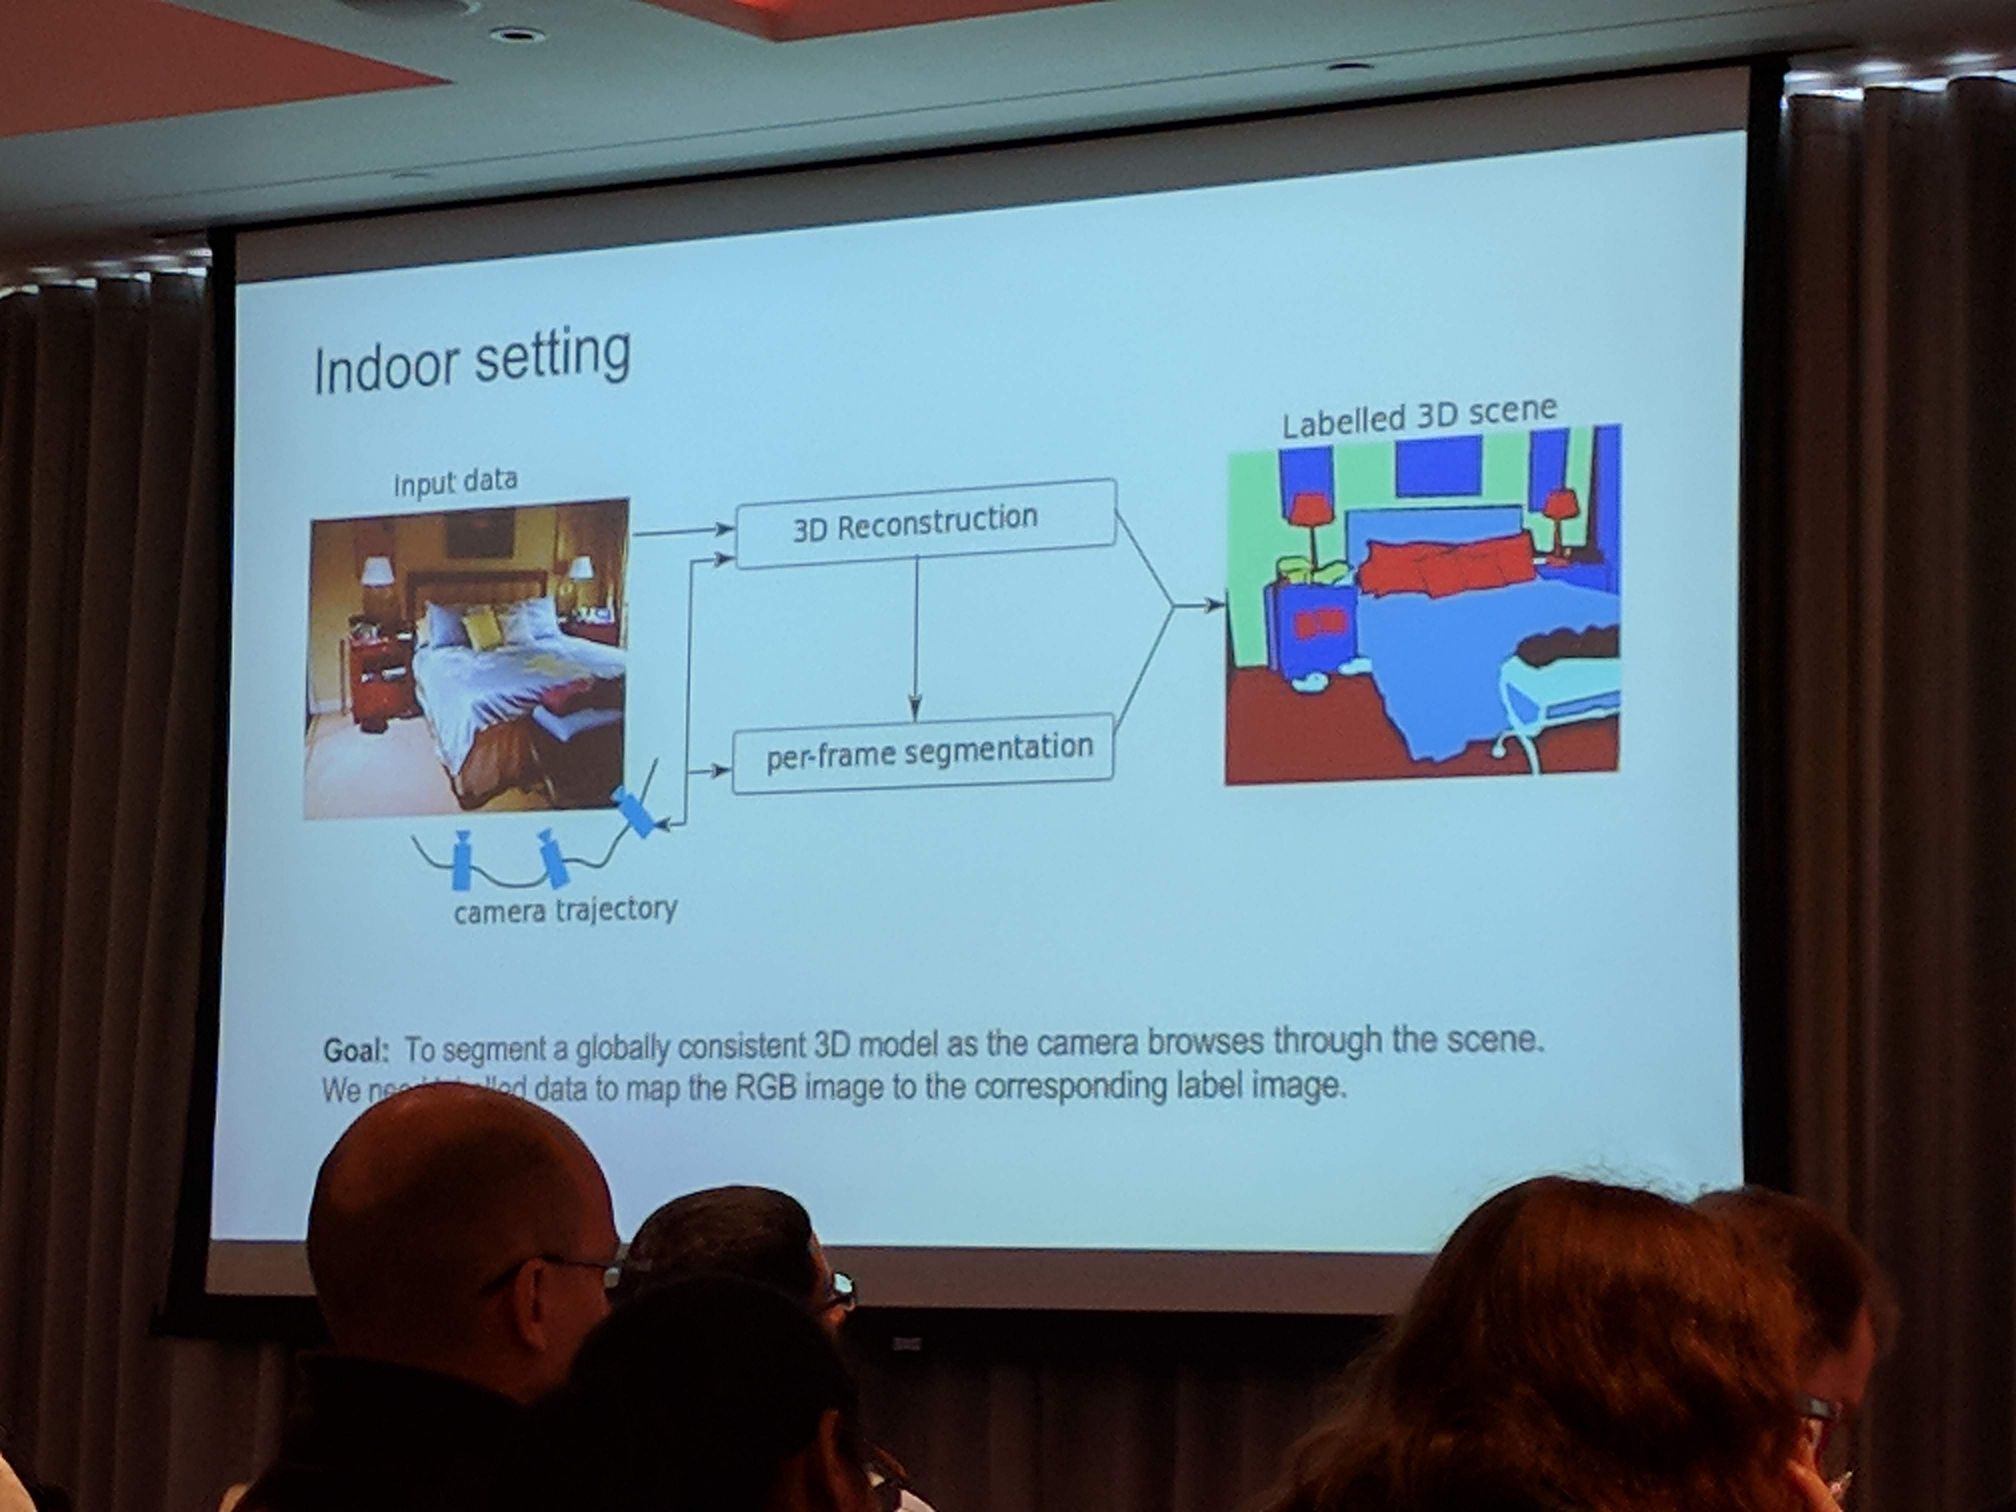 Indoor setting
Labelled 3D scene
Input data
3D Reconstruction
per-frame segmentation
camera trajectory
Goal: To segment a globally consistent 3D model as the camera browses through the scene.
We data to map the RGB image to the corresponding label image.